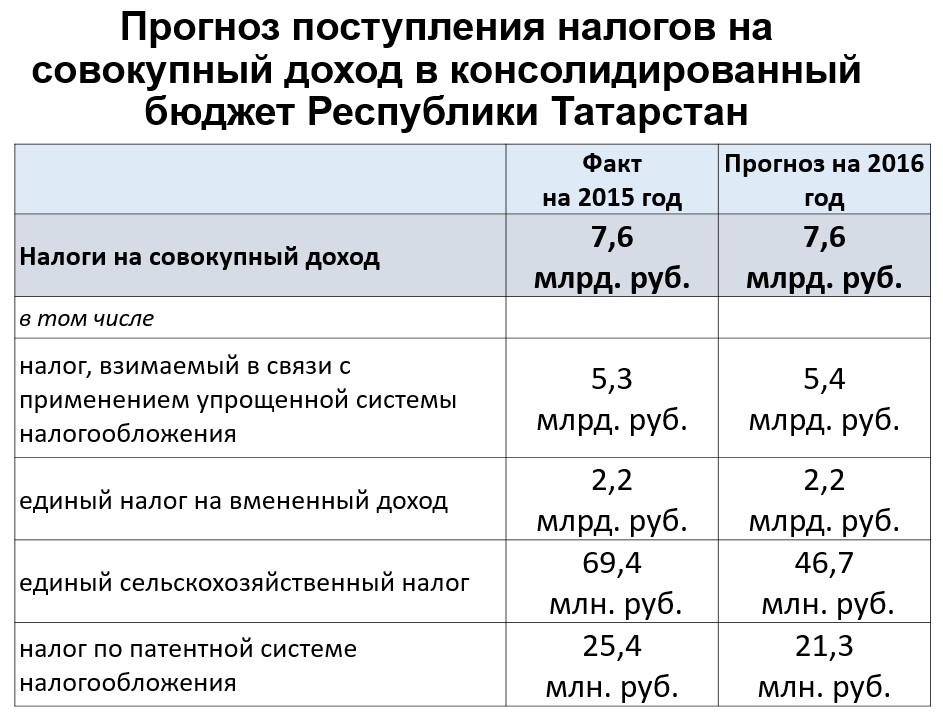 Прогноз поступления налогов на
совокупный доход в консолидированный
бюджет Республики Татарстан
Факт
на 2015 год
Прогноз на 2016
год
Налоги на совокупный доход
7,6
млрд. руб.
7,6
млрд. руб.
в том числе
налог, взимаемый в связи с
применением упрощенной системы
налогообложения
5,3
млрд. руб.
5,4
млрд. руб.
единый налог на вмененный доход
2,2
млрд. руб.
2,2
млрд. руб.
единый сельскохозяйственный налог
69,4
млн. руб.
46,7
млн. руб.
налог по патентной системе
налогообложения
25,4
млн. руб.
21,3
млн. руб.